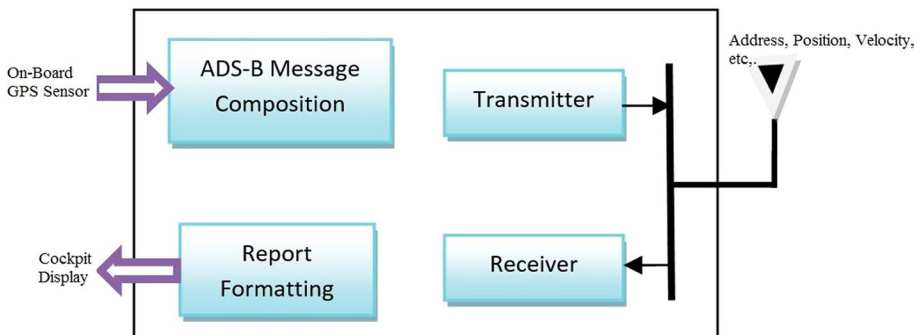 On-Board
GPS Sensor
ADS-B Message
Composition
Transmitter
Address, Position, Velocity,
etc,.
Cockpit
Display
Report
Formatting
Receiver